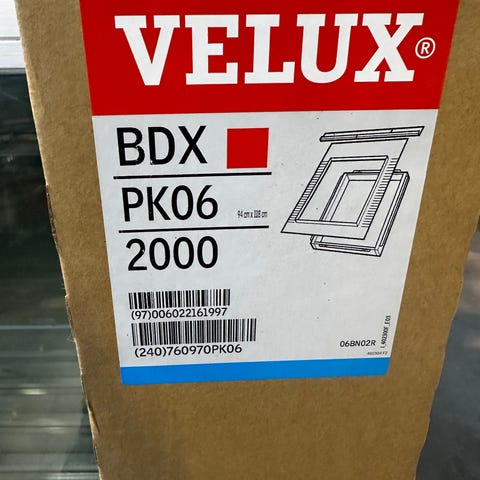 VELUX®
BDX
PK06 94 cm x 118 cm
2000
(97)006022161997
(240)760970PK06
06BN02R